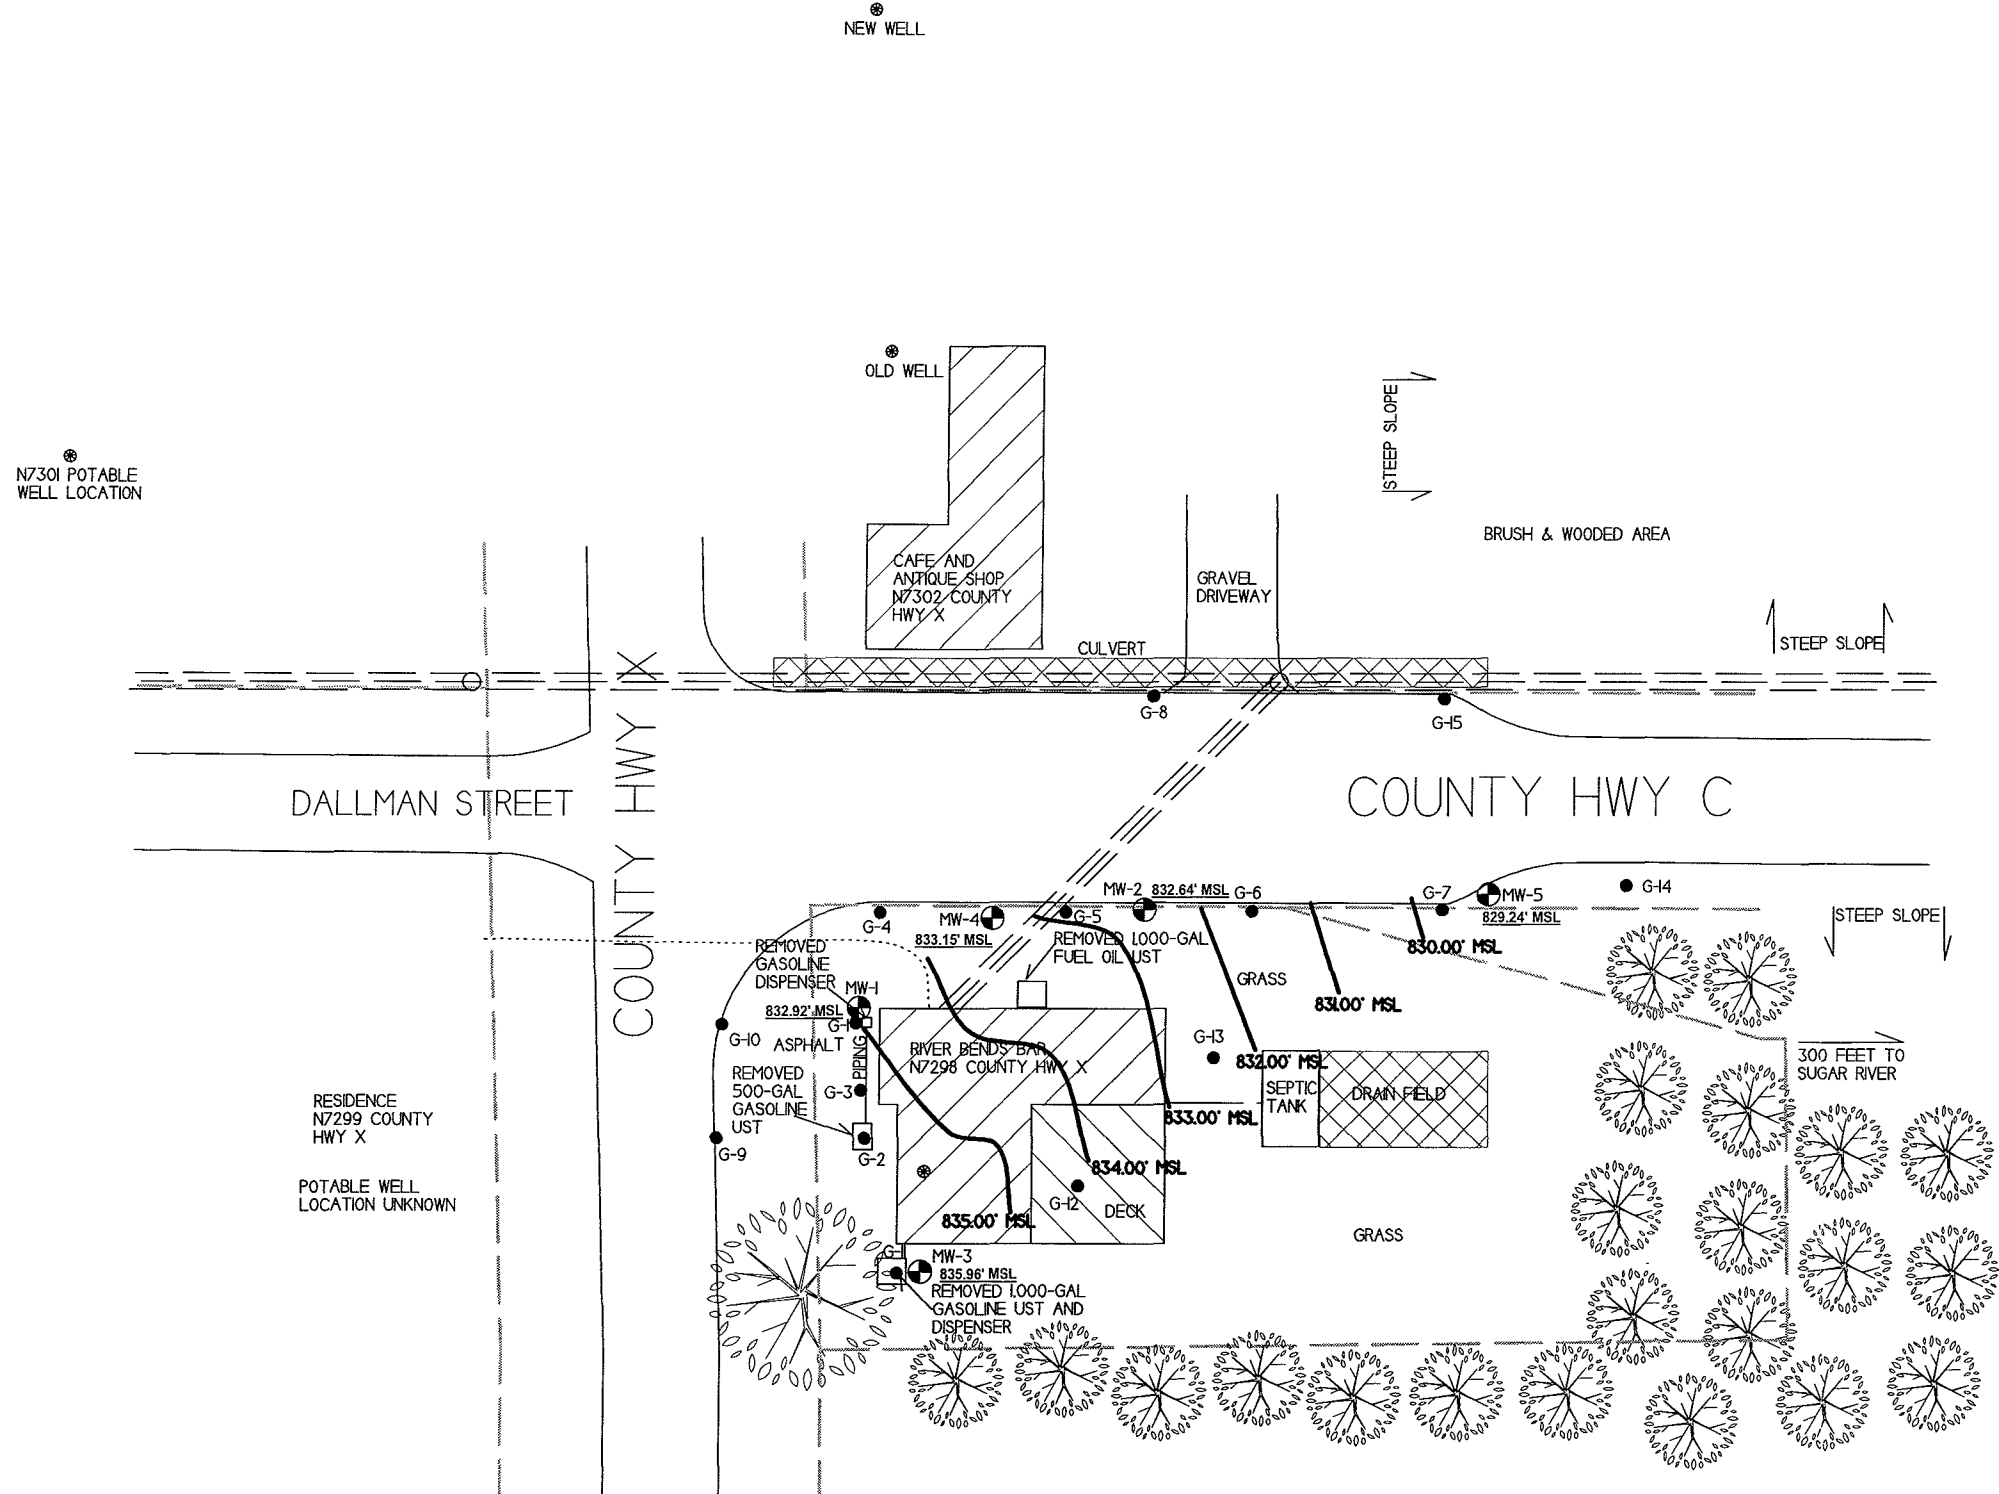 NEW WELL
OLD WELL
STEEP SLOPE
N7301 POTABLE
WELL LOCATION
BRUSH & WOODED AREA
CAFE AND
ANTIQUE SHOP
N7302 COUNTY
HWY X
GRAVEL
DRIVEWAY
CULVERT
STEEP SLOPE
G-8
G-15
COUNTY HWY X
DALLMAN STREET
COUNTY HWY C
MW-2 832.64' MSL
G-6
G-7
MW-5
829.24' MSL
G-14
G-4
MW-4
833.15' MSL
G-5
STEEP SLOPE
REMOVED
GASOLINE
DISPENSER
REMOVED 1,000-GAL
FUEL OIL UST
830.00' MSL
GRASS
MW-1
832.92' MSL
831.00' MSL
G-1
G-10
ASPHALT
PIPING
RIVER BENDS BAR
N7298 COUNTY HWY X
G-13
832.00' MSL
300 FEET TO
SUGAR RIVER
REMOVED
500-GAL
GASOLINE
UST
G-3
SEPTIC
TANK
DRAIN FIELD
RESIDENCE
N7299 COUNTY
HWY X
833.00' MSL
G-9
G-2
834.00' MSL
POTABLE WELL
LOCATION UNKNOWN
G-12
DECK
835.00' MSL
GRASS
MW-3
835.96' MSL
REMOVED 1,000-GAL
GASOLINE UST AND
DISPENSER